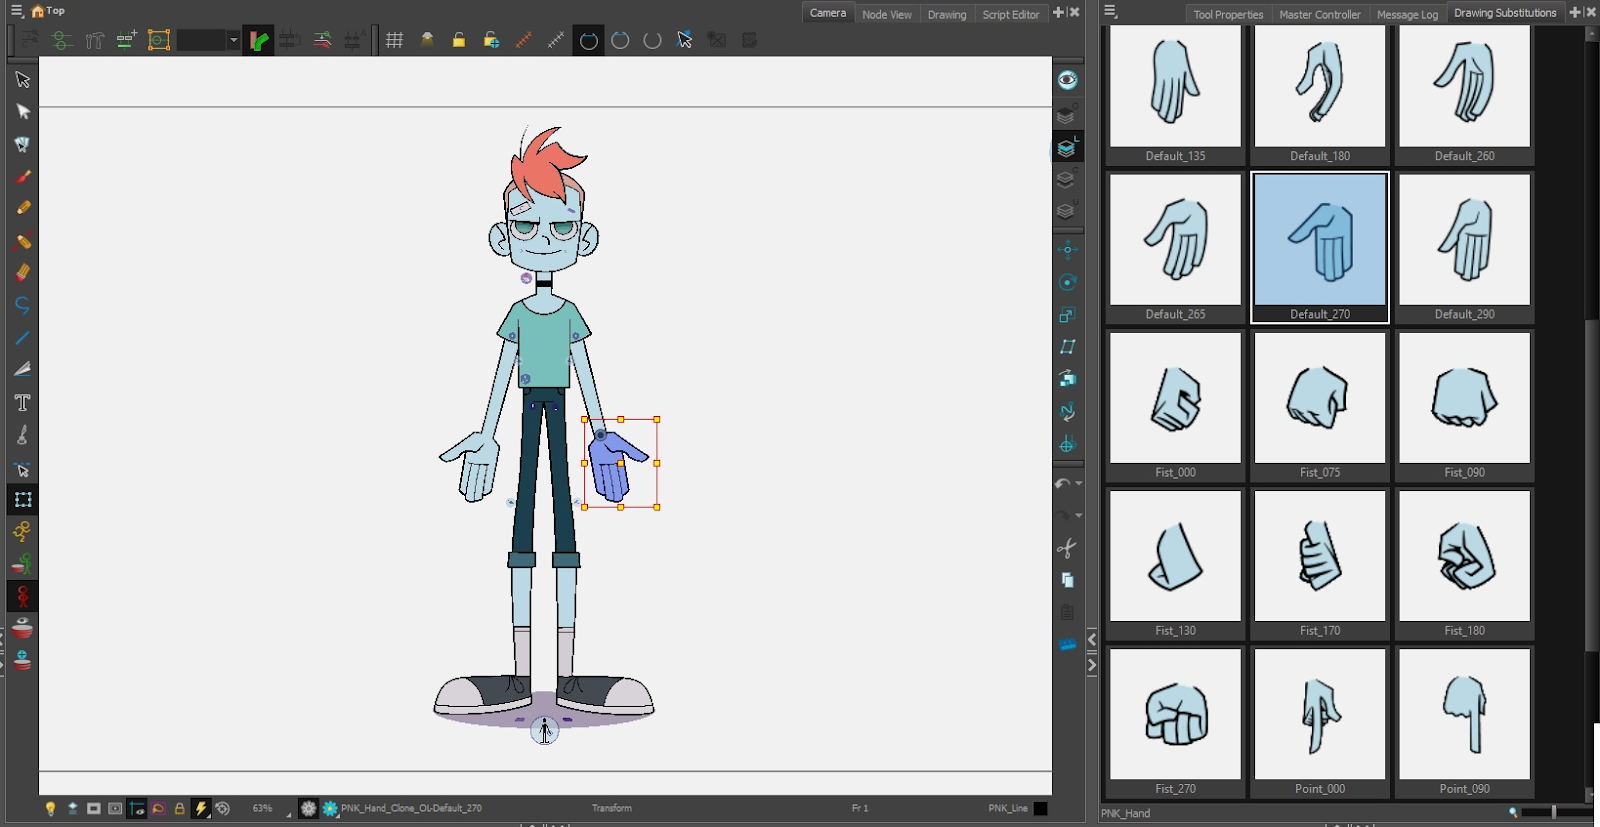 Top
Camera
Node View
Drawing
Script Editor
Tool Properties
Master Controller
Message Log
Drawing Substitutions
Default_135
Default_180
Default_260
Default_265
Default_270
Default_290
Fist_000
Fist_075
Fist_090
Fist_130
Fist_170
Fist_180
Fist_270
Point_000
Point_090
63%
PNK_Hand_Clone_OL-Default_270
Transform
Fr 1
PNK_Line
PNK_Hand